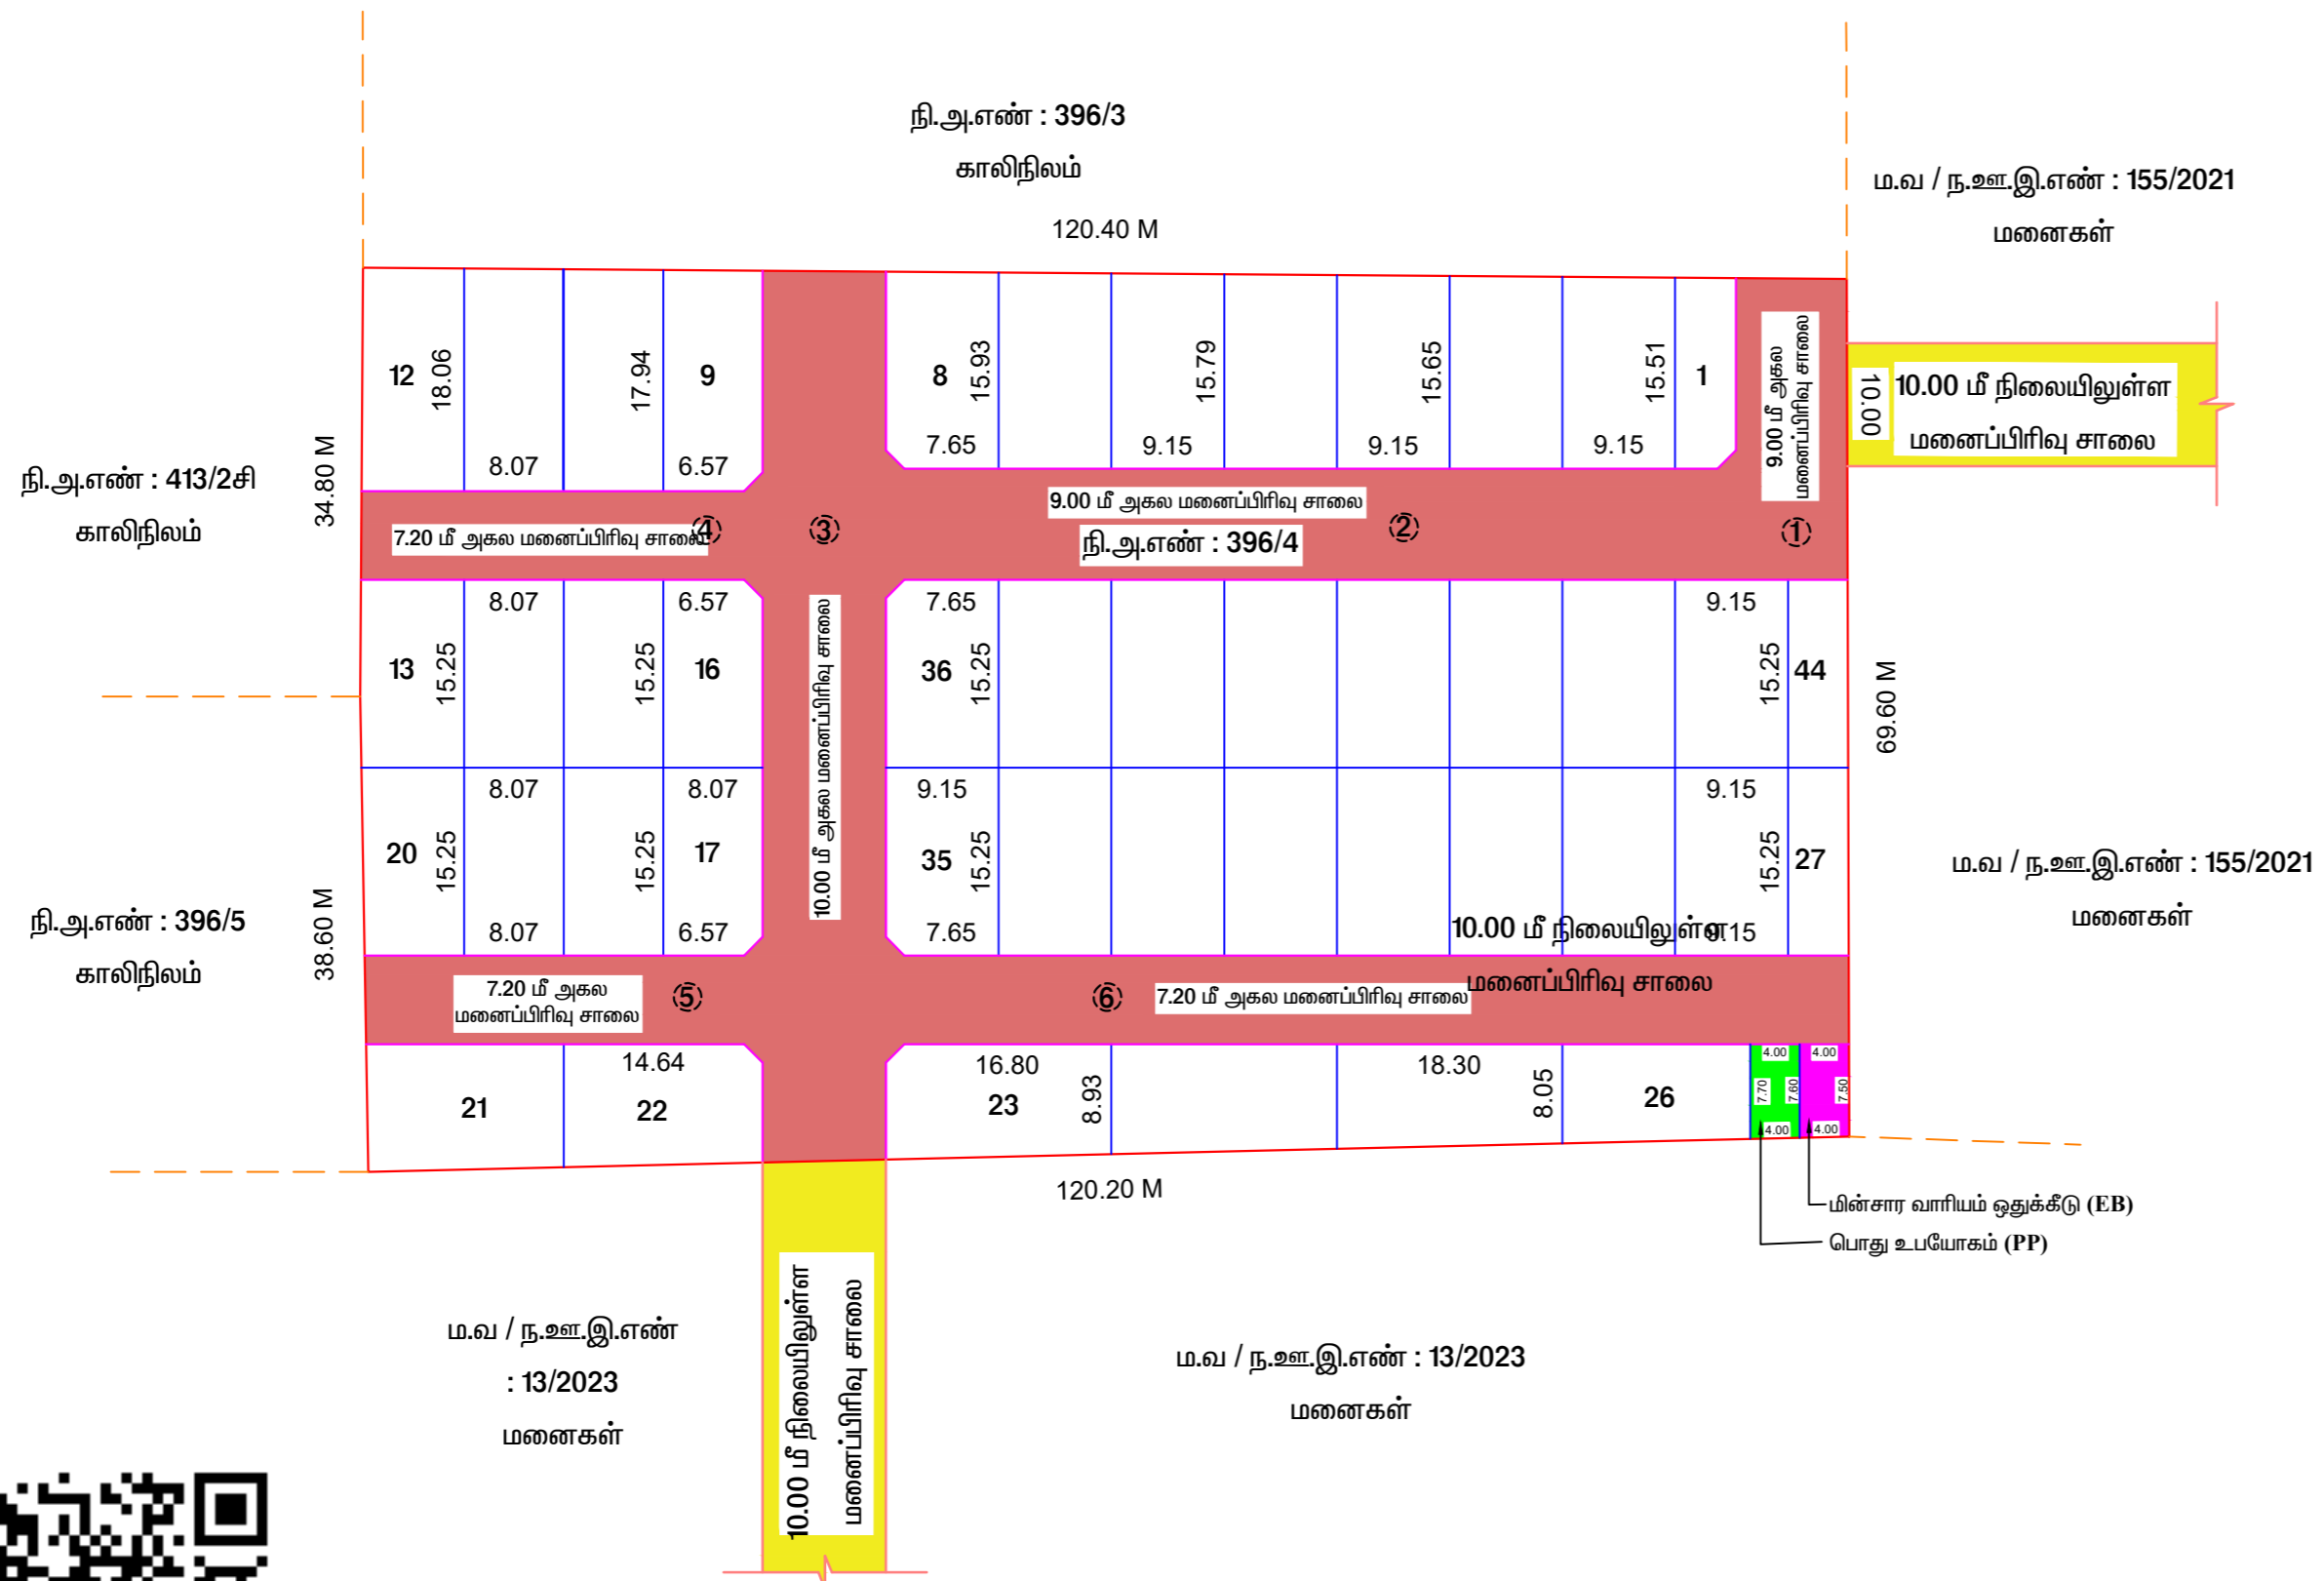 நி.அ.எண் : 396/3
காலிநிலம்
120.40 M
ம.வ / ந.ஊ.இ.எண் : 155/2021
மனைகள்
12
18.06
8.07
17.94
9
6.57
8
15.93
7.65
15.79
9.15
15.65
9.15
15.51
9.15
1
9.00 மீ அகல
மனைப்பிரிவு சாலை
10.00
10.00 மீ நிலையிலுள்ள
மனைப்பிரிவு சாலை
34.80 M
நி.அ.எண் : 413/2சி
காலிநிலம்
7.20 மீ அகல மனைப்பிரிவு சாலை
4
3
9.00 மீ அகல மனைப்பிரிவு சாலை
நி.அ.எண் : 396/4
2
1
13
15.25
8.07
15.25
6.57
16
10.00 மீ அகல மனைப்பிரிவு சாலை
7.65
36
15.25
9.15
15.25
44
69.60 M
20
15.25
8.07
8.07
15.25
8.07
17
6.57
9.15
35
15.25
7.65
9.15
15.25
27
9.15
10.00 மீ நிலையிலுள்ள
மனைப்பிரிவு சாலை
ம.வ / ந.ஊ.இ.எண் : 155/2021
மனைகள்
38.60 M
நி.அ.எண் : 396/5
காலிநிலம்
7.20 மீ அகல
மனைப்பிரிவு சாலை
5
6
7.20 மீ அகல மனைப்பிரிவு சாலை
21
14.64
22
16.80
23
8.93
18.30
8.05
26
4.00
4.00
7.70
7.60
7.50
4.00
4.00
120.20 M
மின்சார வாரியம் ஒதுக்கீடு (EB)
பொது உபயோகம் (PP)
ம.வ / ந.ஊ.இ.எண்
: 13/2023
மனைகள்
10.00 மீ நிலையிலுள்ள
மனைப்பிரிவு சாலை
ம.வ / ந.ஊ.இ.எண் : 13/2023
மனைகள்